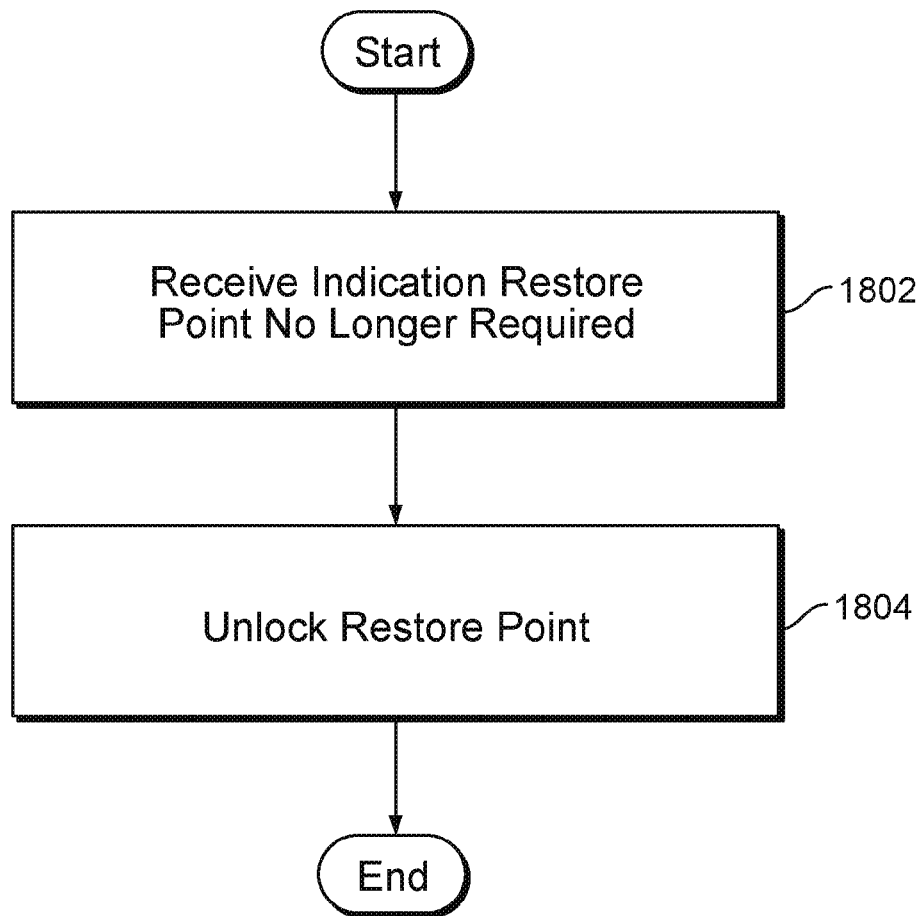 Start
Receive Indication Restore
Point No Longer Required
1802
Unlock Restore Point
1804
End